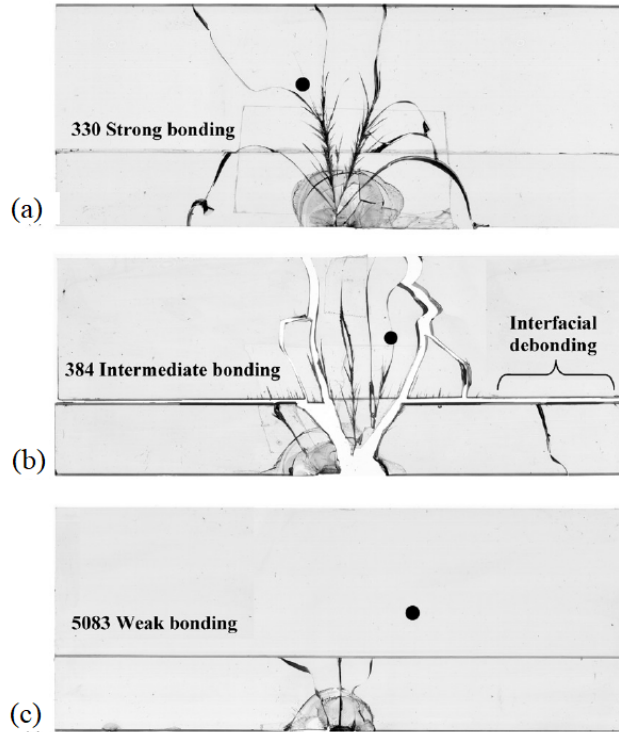 330 Strong bonding
(a)
Interfacial
debonding
384 Intermediate bonding
(b)
5083 Weak bonding
(c)